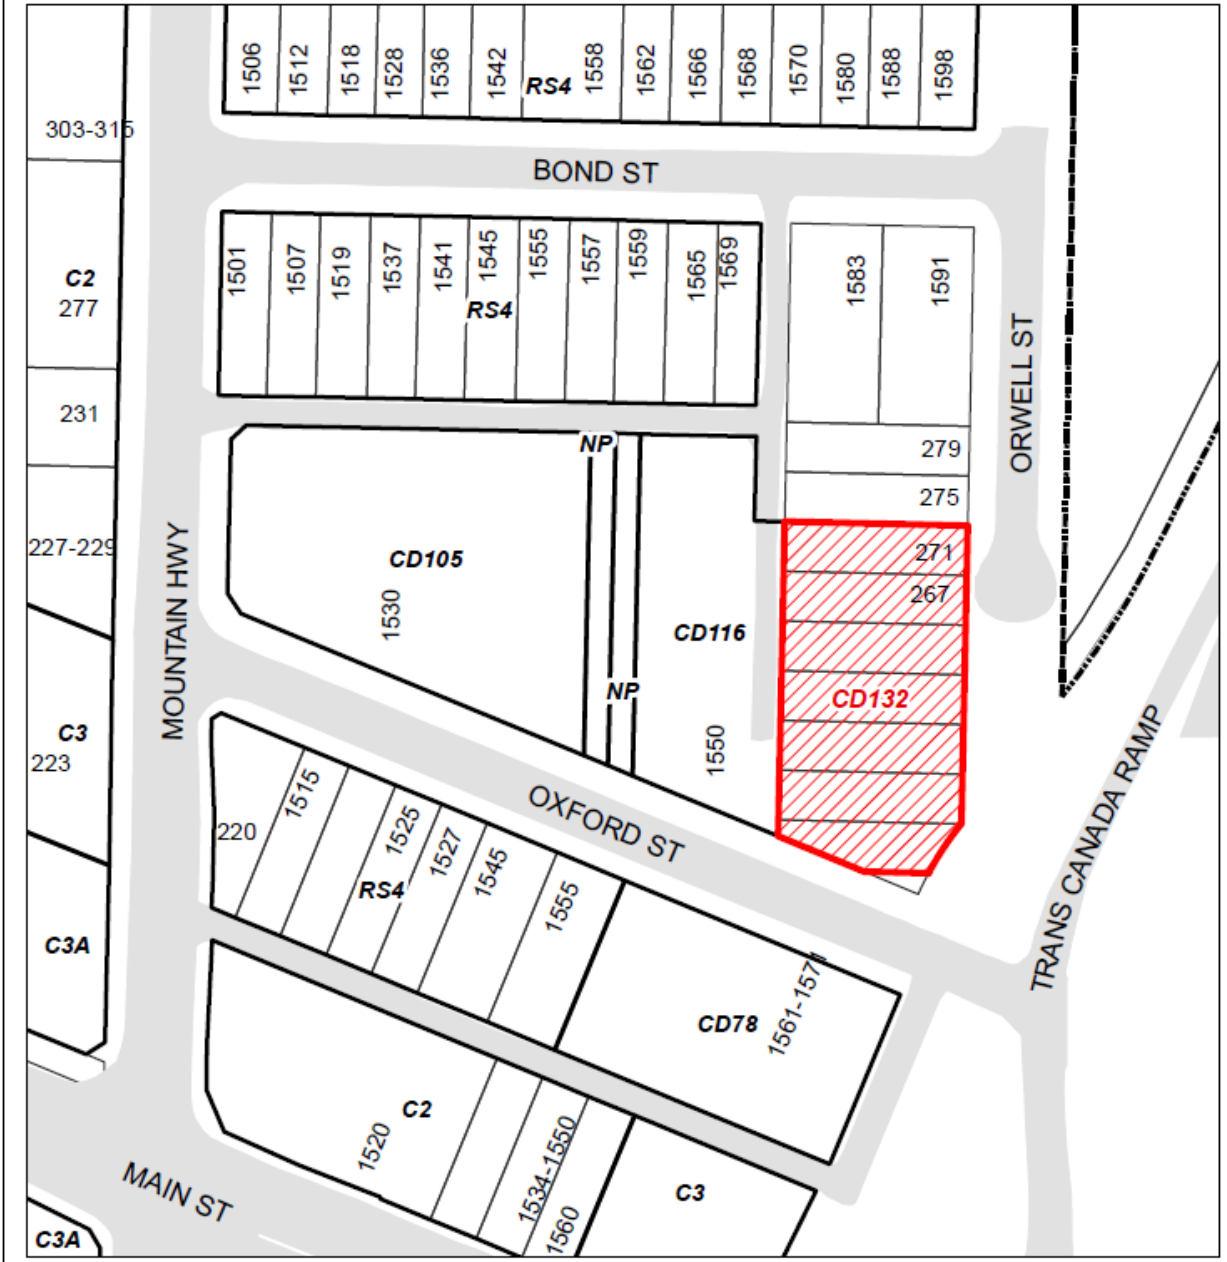 1506
1512
1518
1528
1536
1542
RS4
1558
1562
1566
1568
1570
1580
1588
1598
303-315
BOND ST
C2
277
1501
1507
1519
1537
1541
1545
RS4
1555
1557
1559
1565
1569
1583
1591
ORWELL ST
231
NP
279
275
227-229
MOUNTAIN HWY
CD105
1530
NP
CD116
1550
271
267
CD132
C3
223
220
1515
1525
1527
1545
1555
RS4
OXFORD ST
TRANS CANADA RAMP
C3A
CD78
1561-1571
C2
1520
1534-1550
1560
C3
MAIN ST
C3A